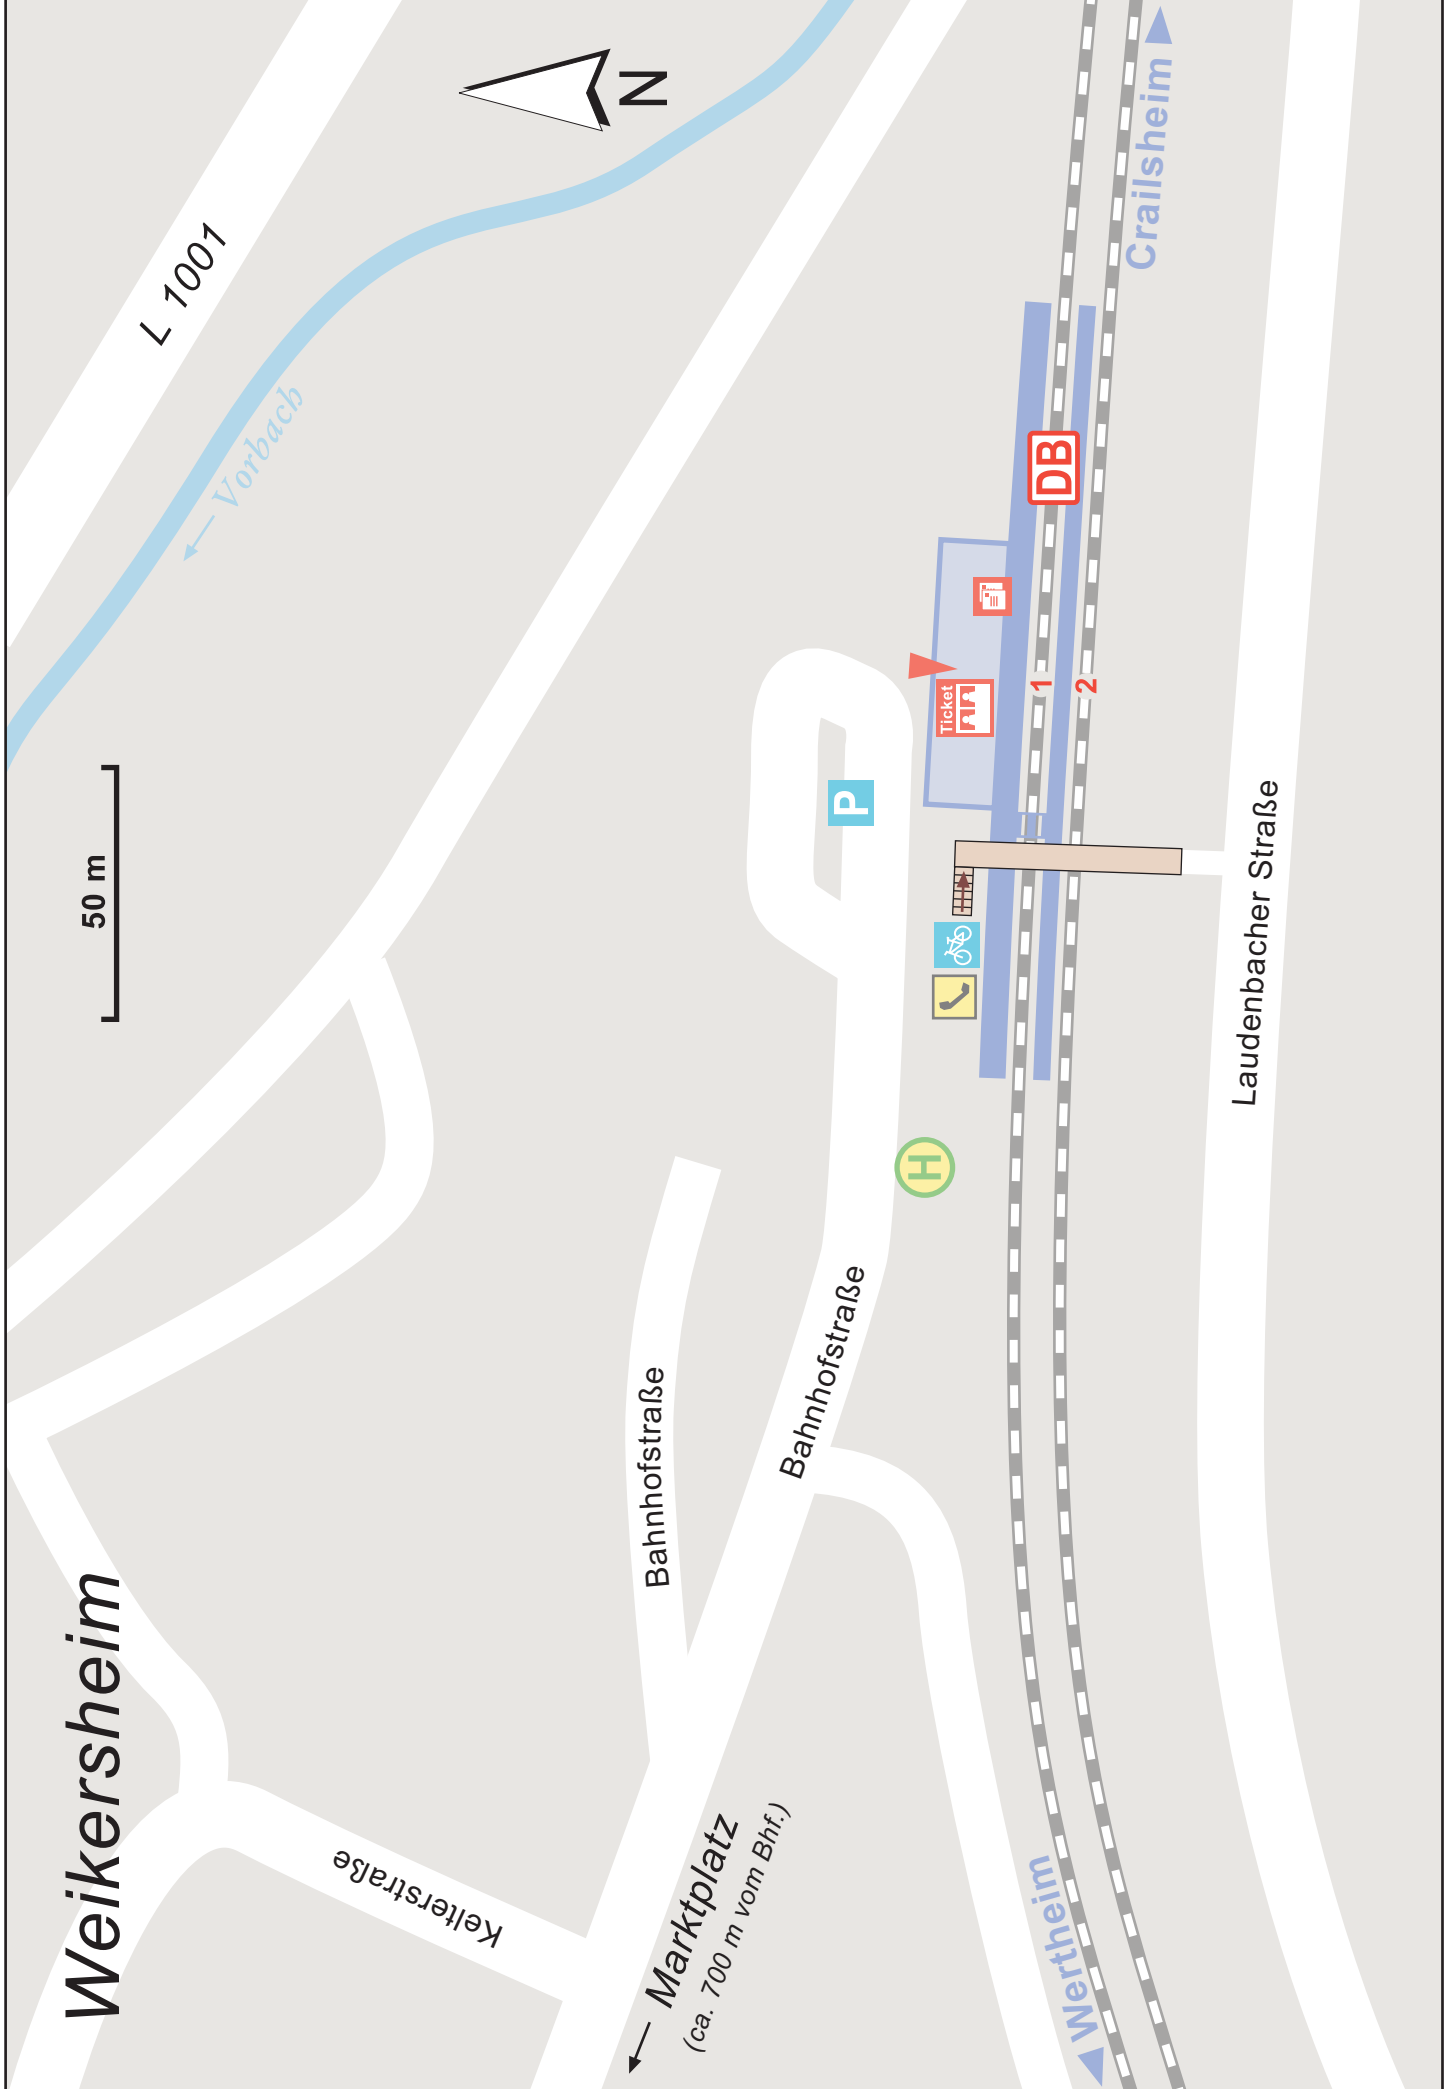 Weikersheim
50 m
L 1001
← Vorbach
N
Kelterstraße
Bahnhofstraße
Bahnhofstraße
← Marktplatz
(ca. 700 m vom Bhf.)
P
H
Ticket
DB
1
2
Wertheim
Crailsheim
Laudenbacher Straße